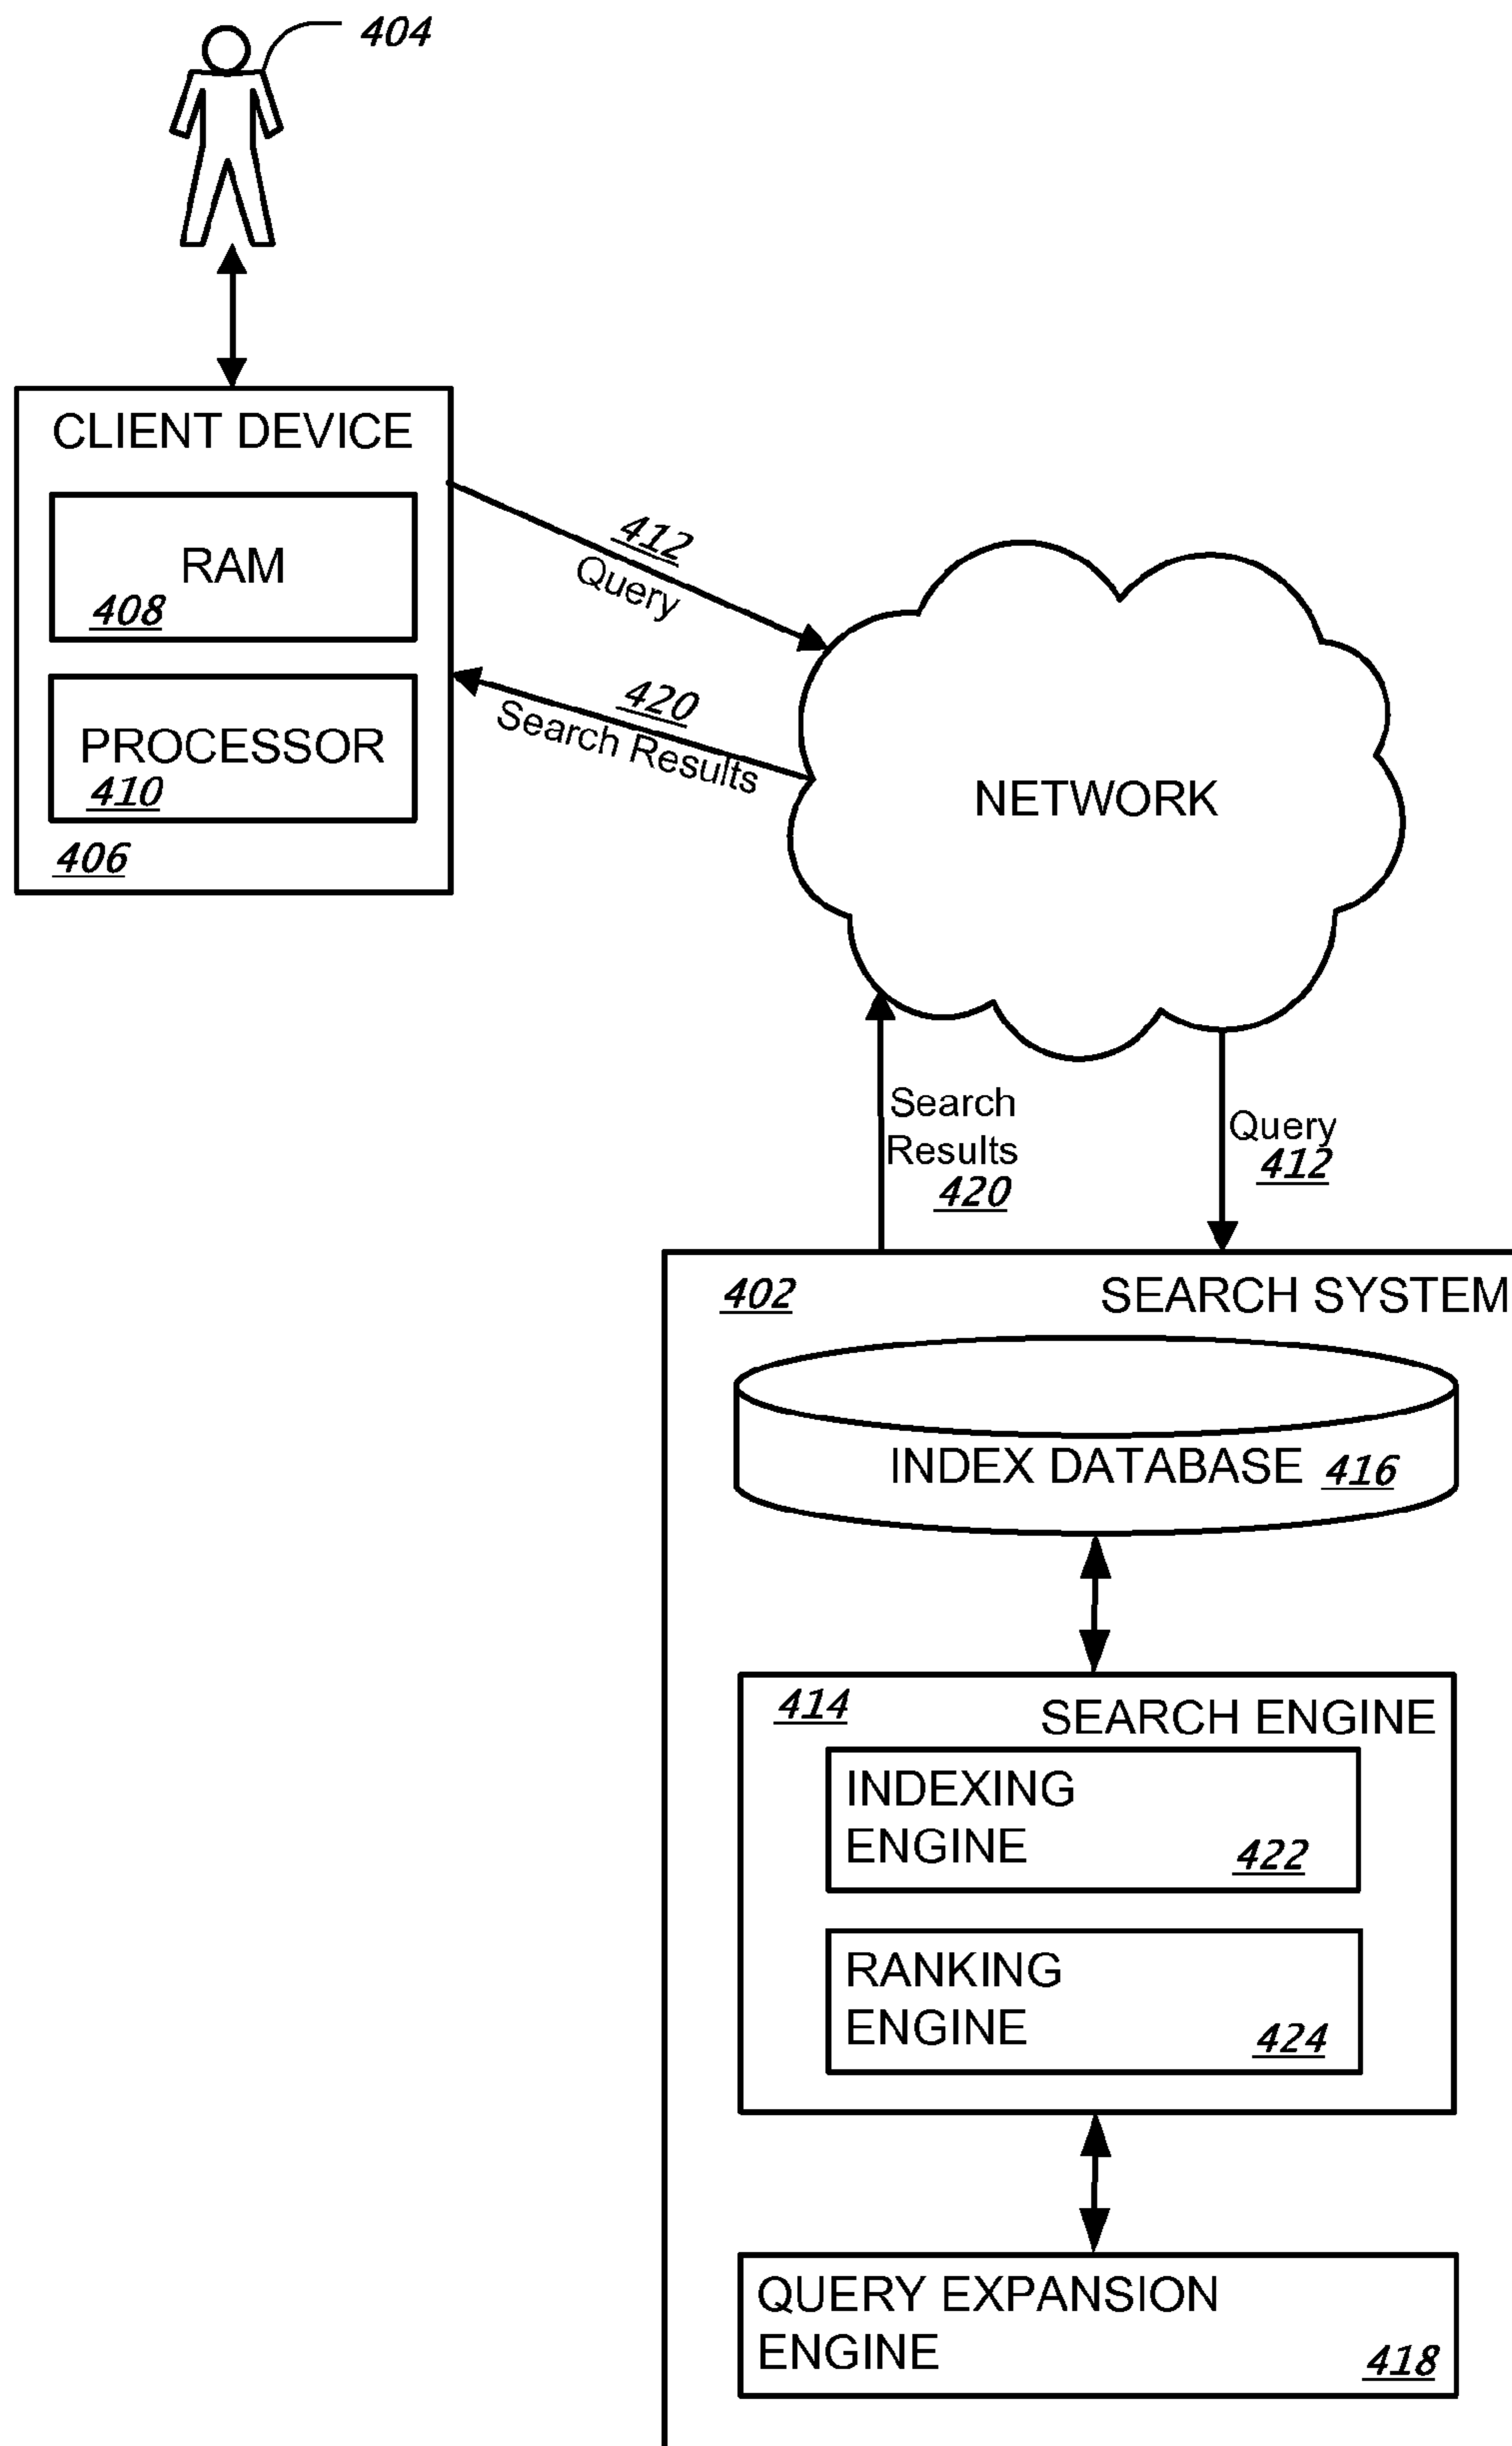 404
CLIENT DEVICE
RAM
408
PROCESSOR
410
406
412
Query
420
Search Results
NETWORK
Search
Results
420
Query
412
402
SEARCH SYSTEM
INDEX DATABASE 416
414
SEARCH ENGINE
INDEXING
ENGINE
422
RANKING
ENGINE
424
QUERY EXPANSION
ENGINE
418